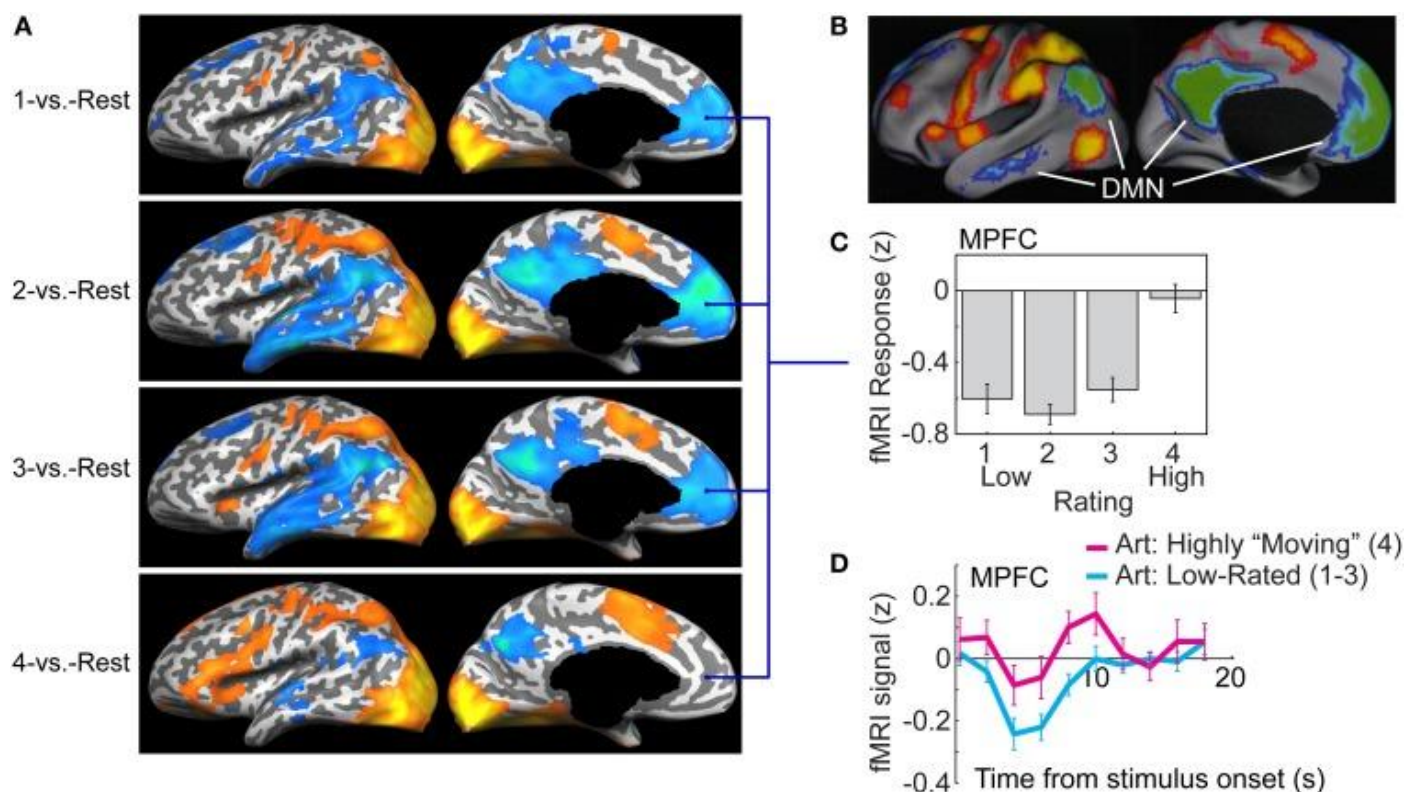 A
1-vs.-Rest
2-vs.-Rest
3-vs.-Rest
4-vs.-Rest
B
DMN
C
MPFC
fMRI Response (z)
0
-0.4
-0.8
1 2 3 4
Low High
Rating
D
Art: Highly “Moving” (4)
Art: Low-Rated (1-3)
MPFC
fMRI signal (z)
0.2
0
-0.2
-0.4
10 20
Time from stimulus onset (s)